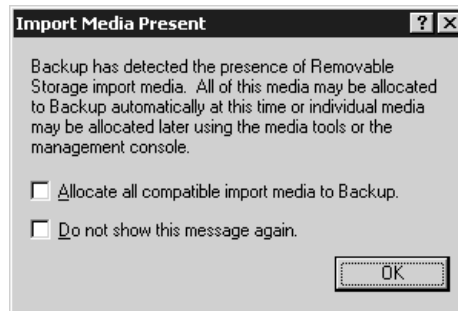 Import Media Present
Backup has detected the presence of Removable
Storage import media. All of this media may be allocated
to Backup automatically at this time or individual media
may be allocated later using the media tools or the
management console.
Allocate all compatible import media to Backup.
Do not show this message again.
OK